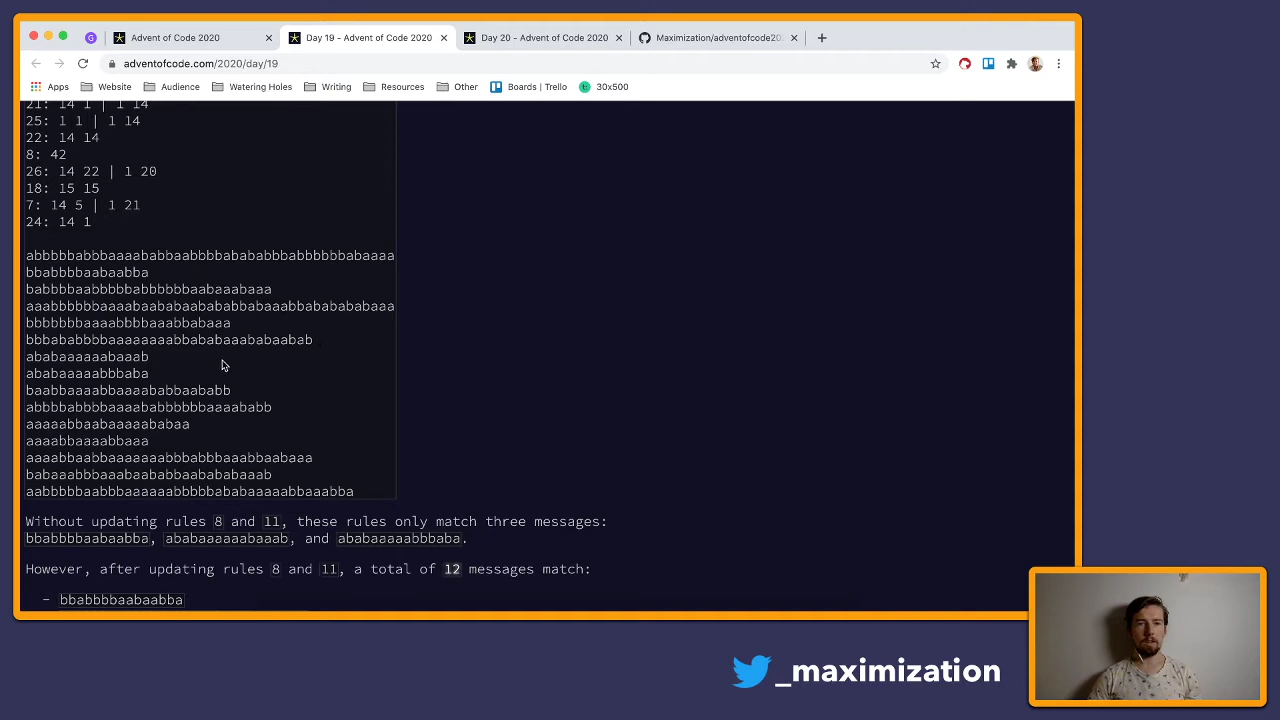 Advent of Code 2020
Day 19 - Advent of Code 2020
Day 20 - Advent of Code 2020
Maximization/adventofcode20
adventofcode.com/2020/day/19
Apps
Website
Audience
Watering Holes
Writing
Resources
Other
Boards | Trello
30x500
21: 14 1 | 1 14
25: 1 1 | 1 14
22: 14 14
8: 42
26: 14 22 | 1 20
18: 15 15
7: 14 5 | 1 21
24: 14 1
abbbbbabbbaaaababbaabbbbabababbbabbbbbbabaaaa
bbabbbbaabaabba
babbbbaabbbbbabbbbbbaabaaabaaa
aaabbbbbbaaaabaababaabababbabaaabbababababaaa
bbbbbbbaaaabbbbaaabbabaaa
bbbababbbbaaaaaaaabbababaaababaabab
ababaaaaaabaaab
ababaaaaabbbaba
baabbaaaabbaaaababbaababb
abbbbabbbbaaaababbbbbbaaaababb
aaaaabbaabaaaaababaa
aaaabbaaaabbaaa
aaaabbaabbaaaaaaabbbabbbaaabbaabaaa
babaaabbbaaabaababbaabababaaab
aabbbbbaabbbaaaaaabbbbbababaaaaabbaaabba
Without updating rules 8 and 11, these rules only match three messages:
bbabbbbaabaabba, ababaaaaaabaaab, and ababaaaaabbbaba.
However, after updating rules 8 and 11, a total of 12 messages match:
- bbabbbbaabaabba
_maximization